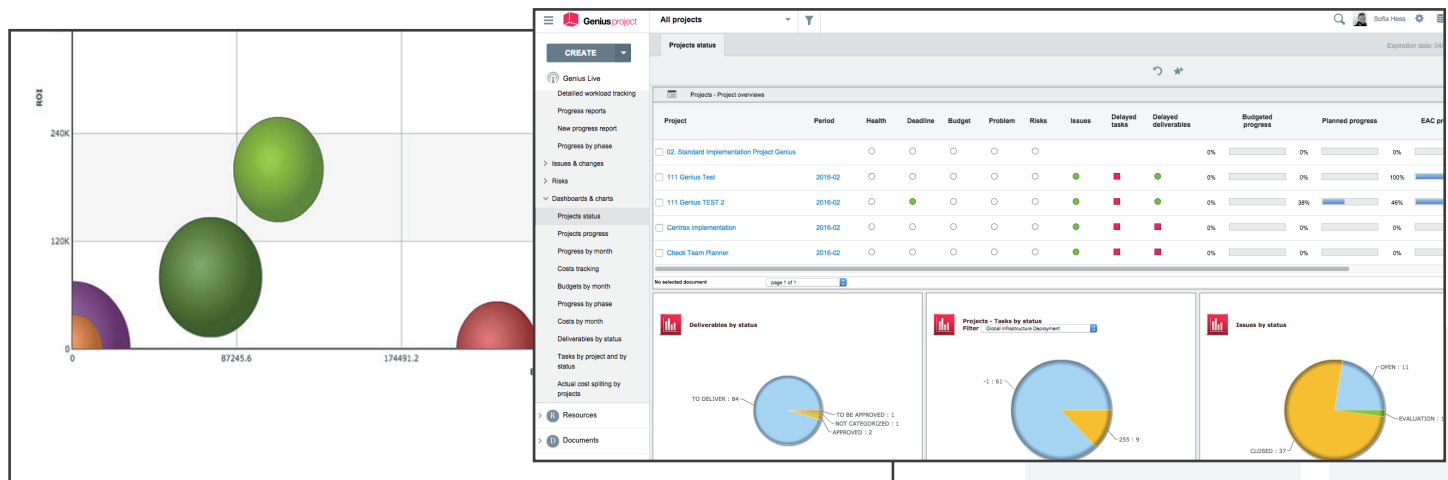 ROI
240K
120K
0
0
87245.6
174491.2
Genius project
All projects
Sofia Hess
CREATE
Genius Live
Detailled workload tracking
Progress reports
New progress report
Progress by phase
Issues & changes
Risks
Dashboards & charts
Projects status
Projects progress
Progress by month
Costs tracking
Budgets by month
Progress by phase
Costs by month
Deliverables by status
Tasks by project and by
status
Actual cost spliting by
projects
R Resources
D Documents
Projects status
Expiration date: 04/
Projects - Project overviews
Project Period Health Deadline Budget Problem Risks Issues Delayed tasks Delayed deliverables Budgeted progress Planned progress EAC pr
02. Standard Implementation Project Genius 0% 0% 0%
111 Genius Test 2016-02 0% 0% 100%
111 Genius TEST 2 2016-02 0% 38% 46%
Centrex Implementation 2016-02 0% 0% 0%
Check Team Planner 2016-02 0% 0% 0%
No selected document page 1 of 1
Deliverables by status
TO DELIVER : 84
TO BE APPROVED : 1
NOT CATEGORIZED : 1
APPROVED : 2
Projects - Tasks by status
Filter Global Infrastructure Deployment
-1 : 61
255 : 9
Issues by status
OPEN : 11
EVALUATION : 1
CLOSED : 37